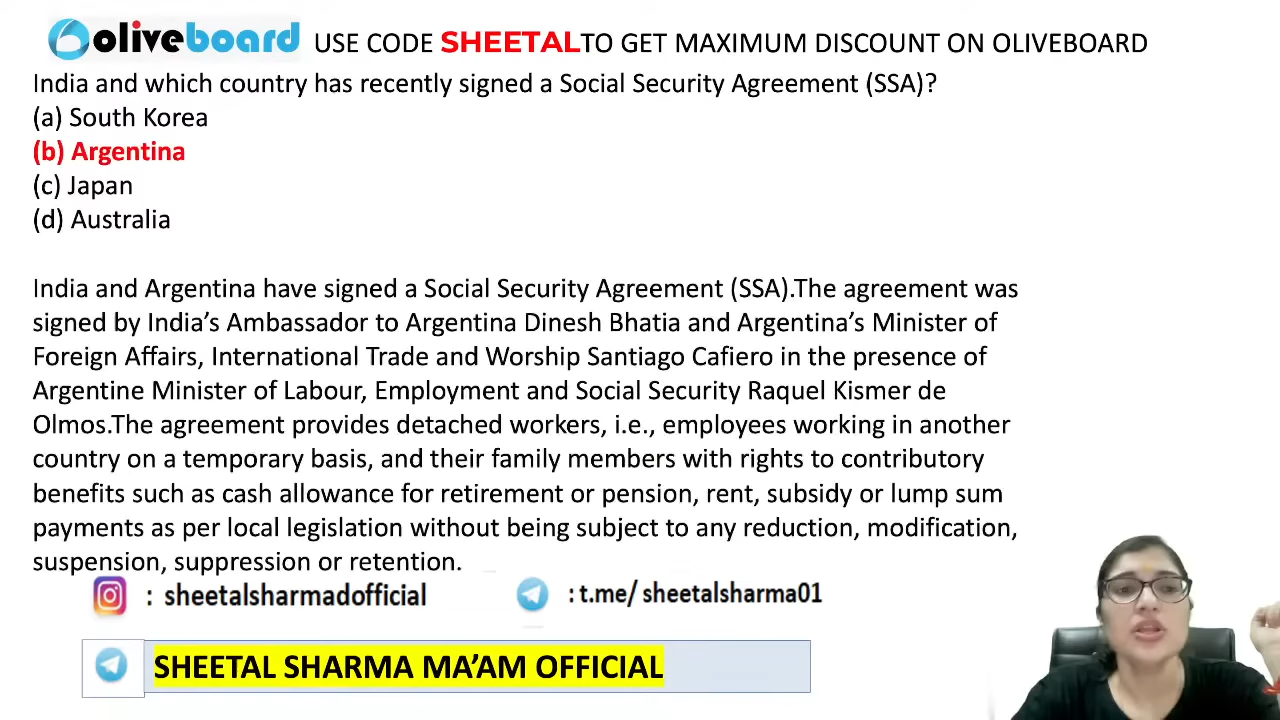 oliveboard USE CODE SHEETAL TO GET MAXIMUM DISCOUNT ON OLIVEBOARD
India and which country has recently signed a Social Security Agreement (SSA)?
(a) South Korea
(b) Argentina
(c) Japan
(d) Australia
India and Argentina have signed a Social Security Agreement (SSA).The agreement was
signed by India’s Ambassador to Argentina Dinesh Bhatia and Argentina’s Minister of
Foreign Affairs, International Trade and Worship Santiago Cafiero in the presence of
Argentine Minister of Labour, Employment and Social Security Raquel Kismer de
Olmos.The agreement provides detached workers, i.e., employees working in another
country on a temporary basis, and their family members with rights to contributory
benefits such as cash allowance for retirement or pension, rent, subsidy or lump sum
payments as per local legislation without being subject to any reduction, modification,
suspension, suppression or retention.
: sheetalsharmadofficial : t.me/ sheetalsharma01
SHEETAL SHARMA MA’AM OFFICIAL